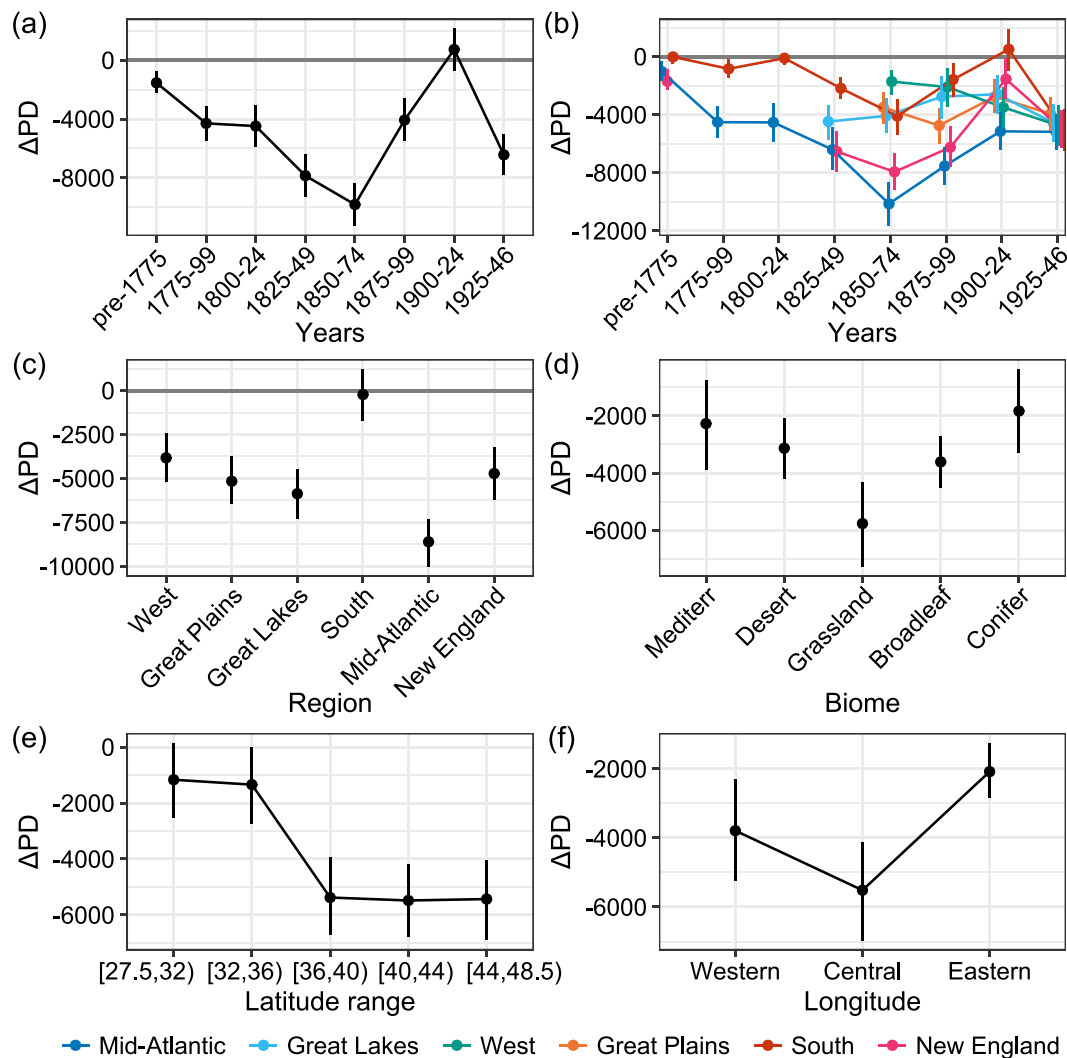 (a)
0
-4000
-8000
ΔPD
pre-1775
1775-99
1800-24
1825-49
1850-74
1875-99
1900-24
1925-46
Years
(b)
0
-4000
-8000
-12000
ΔPD
pre-1775
1775-99
1800-24
1825-49
1850-74
1875-99
1900-24
1925-46
Years
(c)
0
-2500
-5000
-7500
-10000
ΔPD
West
Great Plains
Great Lakes
South
Mid-Atlantic
New England
Region
(d)
-2000
-4000
-6000
ΔPD
Mediterr
Desert
Grassland
Broadleaf
Conifer
Biome
(e)
0
-2000
-4000
-6000
ΔPD
[27.5,32) [32,36) [36,40) [40,44) [44,48.5)
Latitude range
(f)
-2000
-4000
-6000
ΔPD
Western Central Eastern
Longitude
Mid-Atlantic Great Lakes West Great Plains South New England